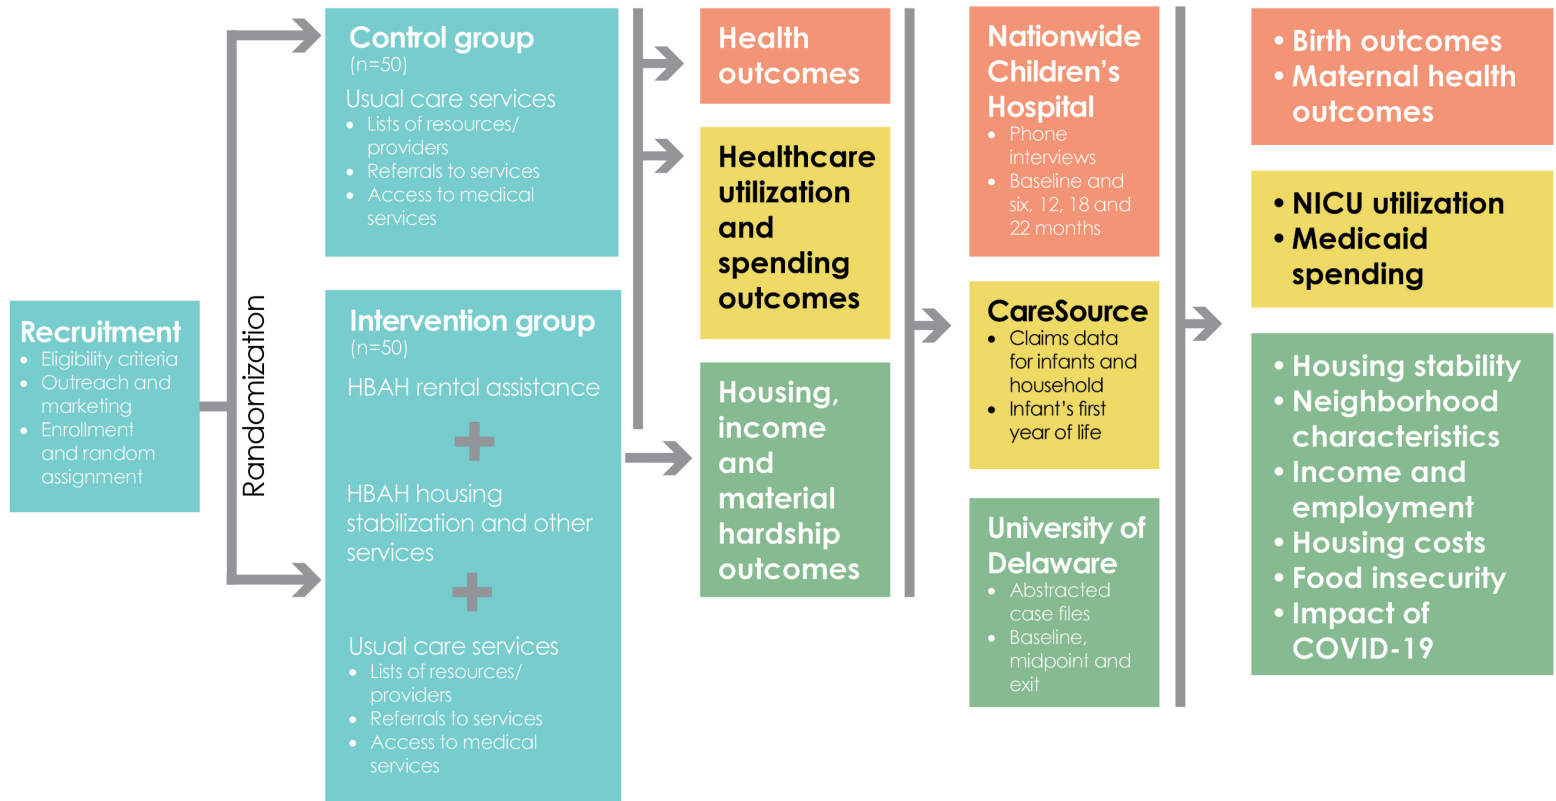 Recruitment
• Eligibility criteria
• Outreach and
marketing
• Enrollment
and random
assignment
Randomization
Control group
(n=50)
Usual care services
• Lists of resources/
providers
• Referrals to services
• Access to medical
services
Intervention group
(n=50)
HBAH rental assistance
+
HBAH housing
stabilization and other
services
+
Usual care services
• Lists of resources/
providers
• Referrals to services
• Access to medical
services
Health
outcomes
Healthcare
utilization
and
spending
outcomes
Housing,
income
and
material
hardship
outcomes
Nationwide
Children's
Hospital
• Phone
interviews
• Baseline and
six, 12, 18 and
22 months
CareSource
• Claims data
for infants and
household
• Infant's first
year of life
University of
Delaware
• Abstracted
case files
• Baseline,
midpoint and
exit
• Birth outcomes
• Maternal health
outcomes
• NICU utilization
• Medicaid
spending
• Housing stability
• Neighborhood
characteristics
• Income and
employment
• Housing costs
• Food insecurity
• Impact of
COVID-19